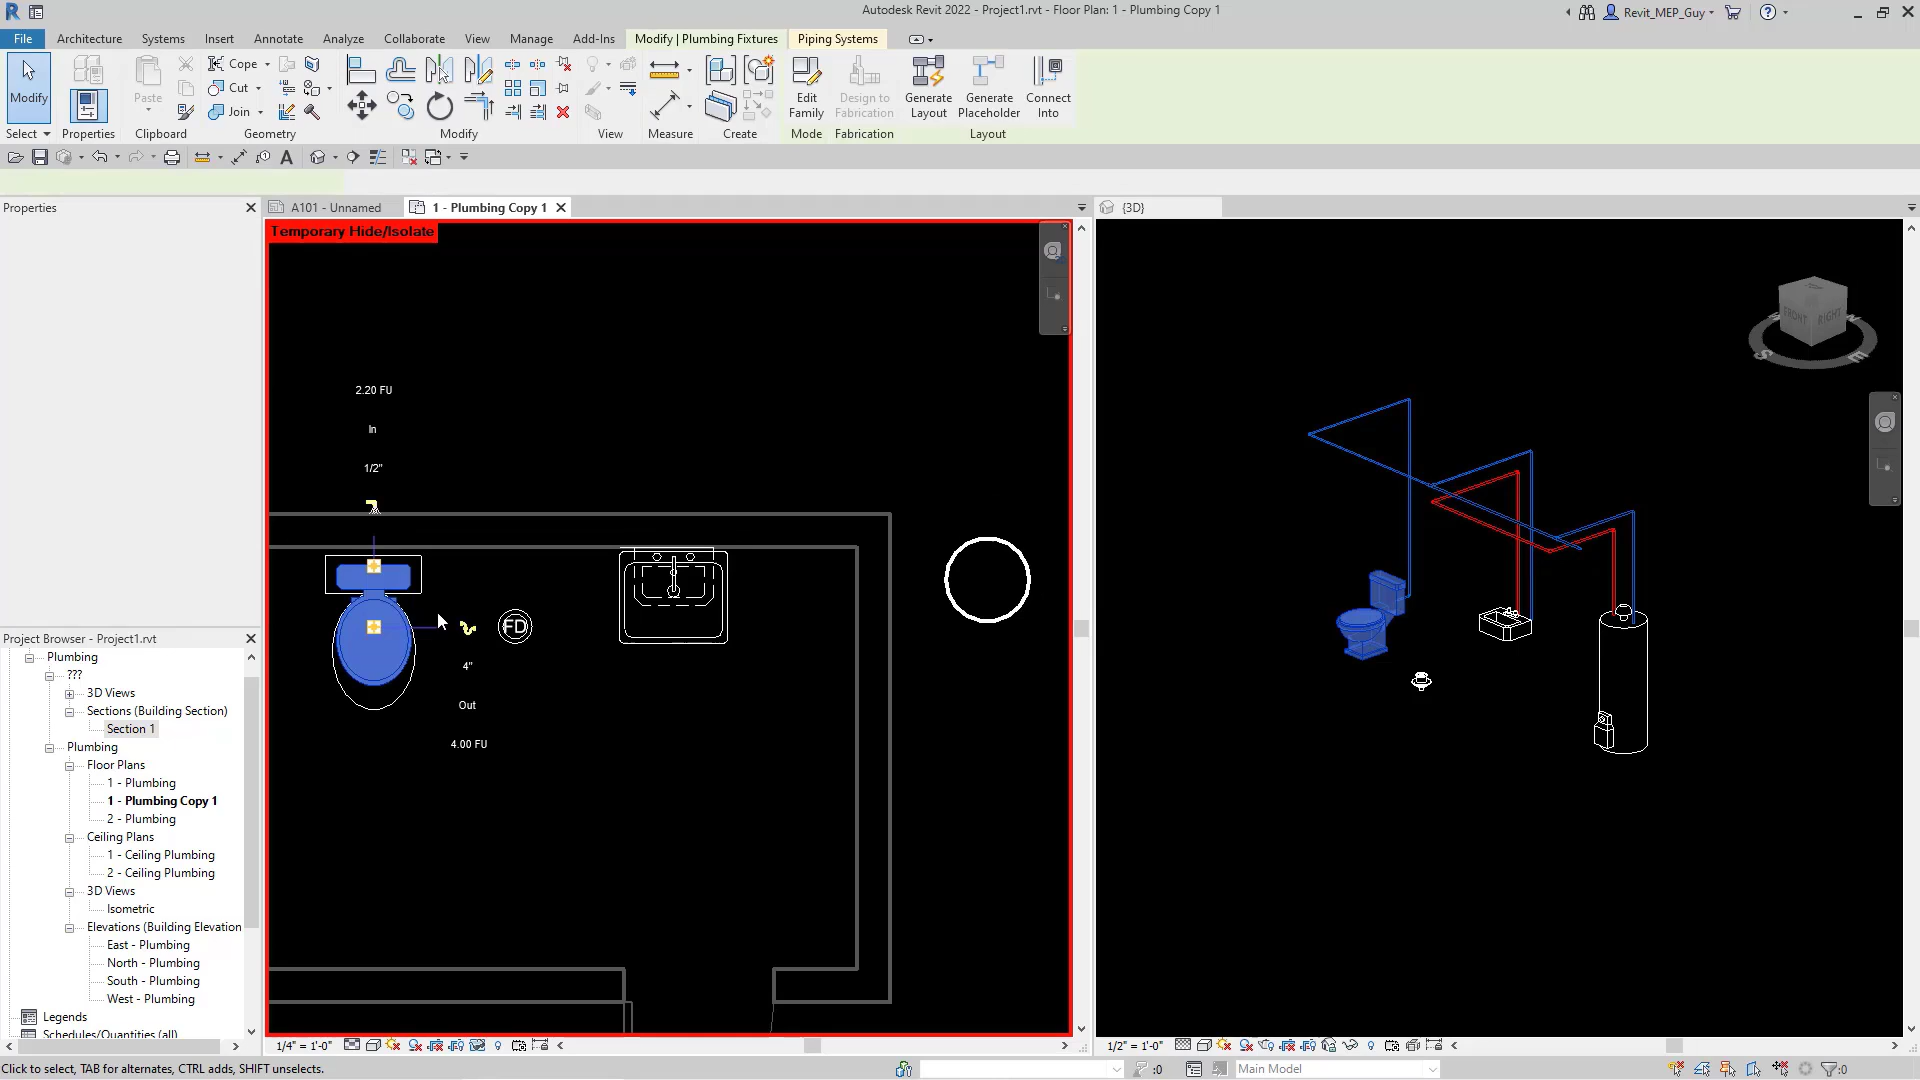 Autodesk Revit 2022 - Project1.rvt - Floor Plan: 1 - Plumbing Copy 1
Revit_MEP_Guy
File Architecture Systems Insert Annotate Analyze Collaborate View Manage Add-Ins Modify | Plumbing Fixtures Piping Systems
Modify
Paste
Cope
Cut
Join
Edit Family
Design to Fabrication
Generate Layout
Generate Placeholder
Connect Into
Select Properties Clipboard Geometry Modify View Measure Create Mode Fabrication Layout
Properties
A101 - Unnamed
1 - Plumbing Copy 1
{3D}
Temporary Hide/Isolate
2.20 FU
In
1/2"
FD
4"
Out
4.00 FU
FRONT
RIGHT
S
E
Project Browser - Project1.rvt
Plumbing
???
3D Views
Sections (Building Section)
Section 1
Plumbing
Floor Plans
1 - Plumbing
1 - Plumbing Copy 1
2 - Plumbing
Ceiling Plans
1 - Ceiling Plumbing
2 - Ceiling Plumbing
3D Views
Isometric
Elevations (Building Elevation
East - Plumbing
North - Plumbing
South - Plumbing
West - Plumbing
Legends
Schedules/Quantities (all)
1/4" = 1'-0"
1/2" = 1'-0"
Click to select, TAB for alternates, CTRL adds, SHIFT unselects.
:0
Main Model
:0